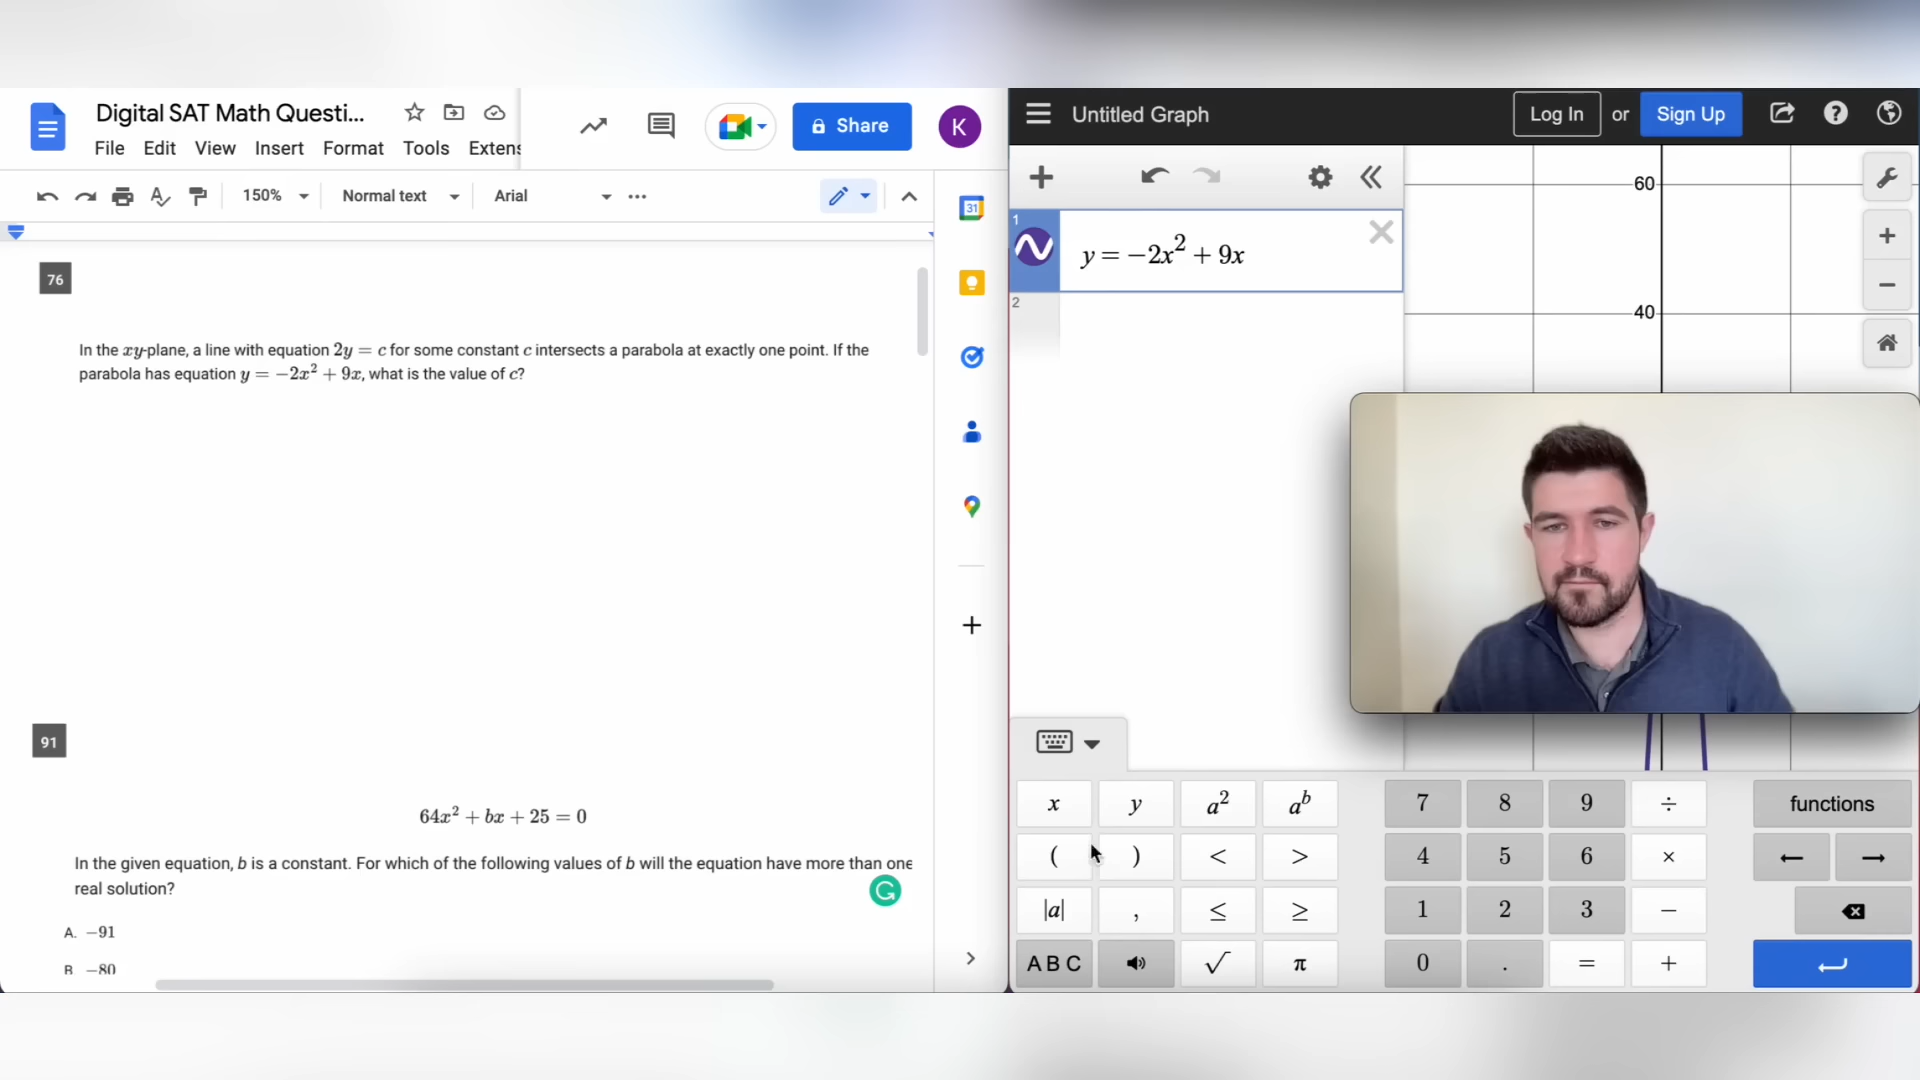 Digital SAT Math Questi...
Share
K
File Edit View Insert Format Tools Extens
150% Normal text Arial
31
76
In the xy-plane, a line with equation 2y = c for some constant c intersects a parabola at exactly one point. If the
parabola has equation y = −2x² + 9x, what is the value of c?
91
64x² + bx + 25 = 0
In the given equation, b is a constant. For which of the following values of b will the equation have more than one
real solution?
A. −91
B −80
Untitled Graph
Log In or Sign Up
1
y = −2x² + 9x
2
60
40
x y a² aᵇ 7 8 9 ÷ functions
( ) < > 4 5 6 × ← →
|a| , ≤ ≥ 1 2 3 −
A B C √ π 0 . = +